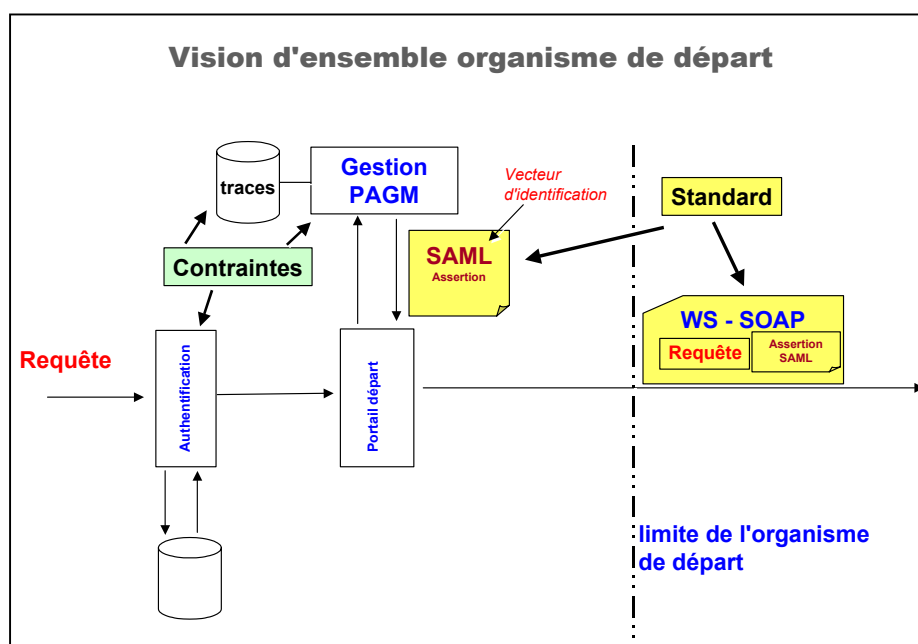 Vision d'ensemble organisme de départ
traces
Gestion
PAGM
Vecteur
d'identification
Standard
Contraintes
SAML
Assertion
WS - SOAP
Requête
Assertion
SAML
Requête
Authentification
Portail départ
limite de l'organisme
de départ